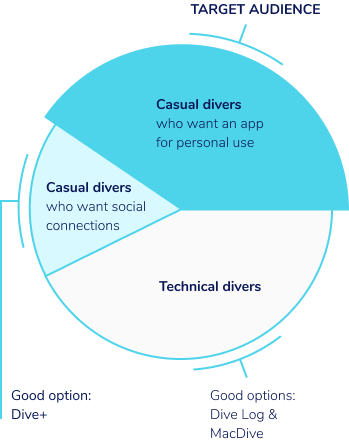 TARGET AUDIENCE
Casual divers
who want an app
for personal use
Casual divers
who want social
connections
Technical divers
Good option:
Dive+
Good options:
Dive Log &
MacDive